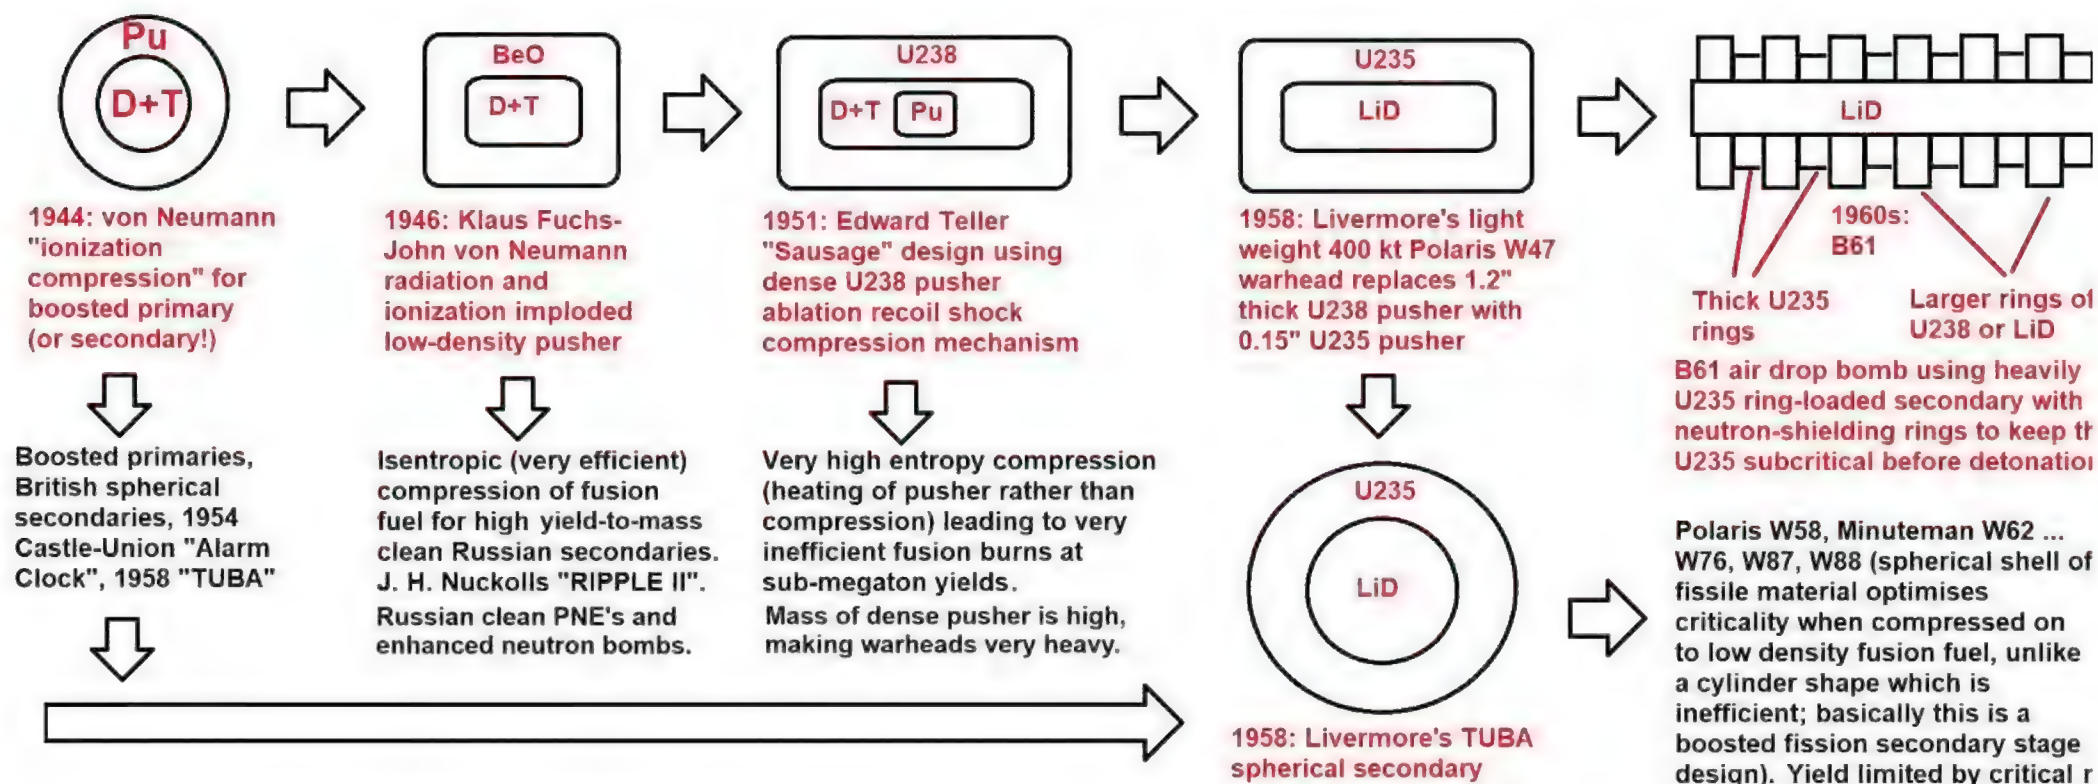 Pu
D+T
BeO
D+T
U238
D+T
Pu
U235
LiD
LiD
1944: von Neumann
"ionization
compression" for
boosted primary
(or secondary!)
1946: Klaus Fuchs-
John von Neumann
radiation and
ionization imploded
low-density pusher
1951: Edward Teller
"Sausage" design using
dense U238 pusher
ablation recoil shock
compression mechanism
1958: Livermore's light
weight 400 kt Polaris W47
warhead replaces 1.2"
thick U238 pusher with
0.15" U235 pusher
1960s:
B61
Thick U235
rings
Larger rings of
U238 or LiD
B61 air drop bomb using heavily
U235 ring-loaded secondary with
neutron-shielding rings to keep
U235 subcritical before
Boosted primaries,
British spherical
secondaries, 1954
Castle-Union "Alarm
Clock", 1958 "TUBA"
Isentropic (very efficient)
compression of fusion
fuel for high yield-to-mass
clean Russian secondaries.
J. H. Nuckolls "RIPPLE II".
Russian clean PNE's and
enhanced neutron bombs.
Very high entropy compression
(heating of pusher rather than
compression) leading to very
inefficient fusion burns at
sub-megaton yields.
Mass of dense pusher is high,
making warheads very heavy.
U235
LiD
1958: Livermore's TUBA
spherical secondary
Polaris W58, Minuteman W62 ...
W76, W87, W88 (spherical shell of
fissile material optimises
criticality when compressed on
to low density fusion fuel, unlike
a cylinder shape which is
inefficient; basically this is a
boosted fission secondary stage
design). Yield limited by critical